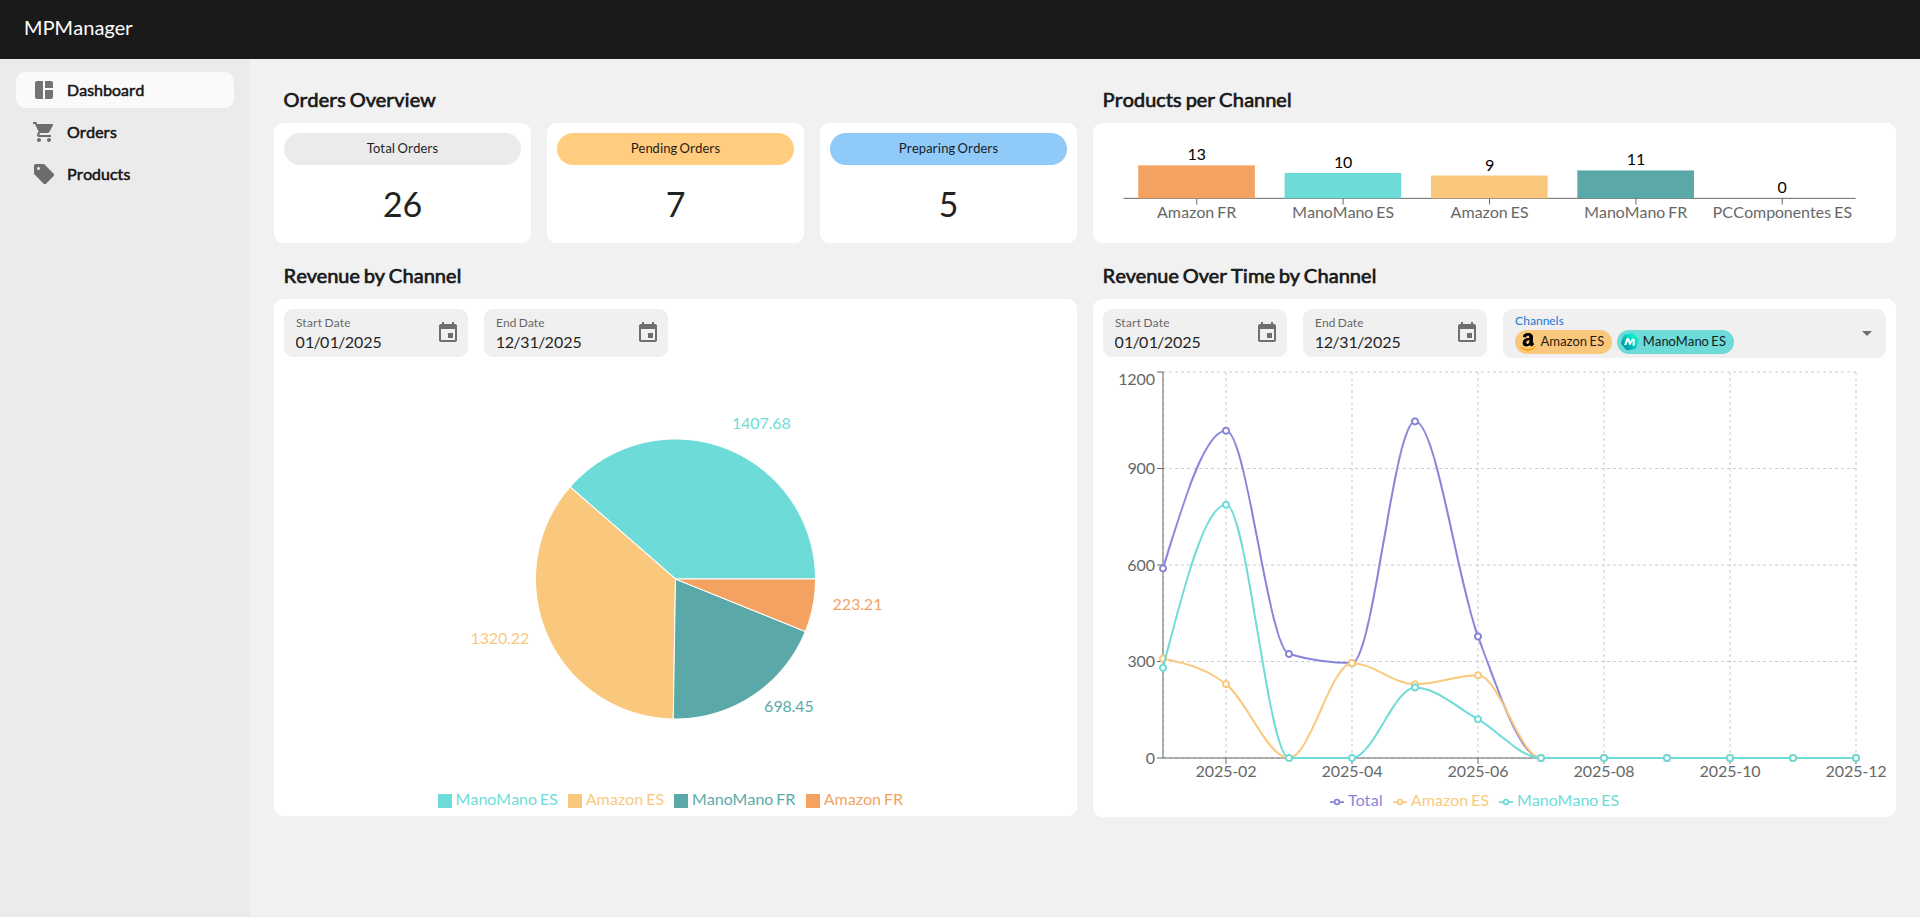 MPManager
Dashboard
Orders
Products
Orders Overview
Total Orders
26
Pending Orders
7
Preparing Orders
5
Products per Channel
13
10
9
11
0
Amazon FR
ManoMano ES
Amazon ES
ManoMano FR
PCComponentes ES
Revenue by Channel
Start Date
01/01/2025
End Date
12/31/2025
1407.68
223.21
1320.22
698.45
ManoMano ES
Amazon ES
ManoMano FR
Amazon FR
Revenue Over Time by Channel
Start Date
01/01/2025
End Date
12/31/2025
Channels
Amazon ES
ManoMano ES
1200
900
600
300
0
2025-02
2025-04
2025-06
2025-08
2025-10
2025-12
Total
Amazon ES
ManoMano ES